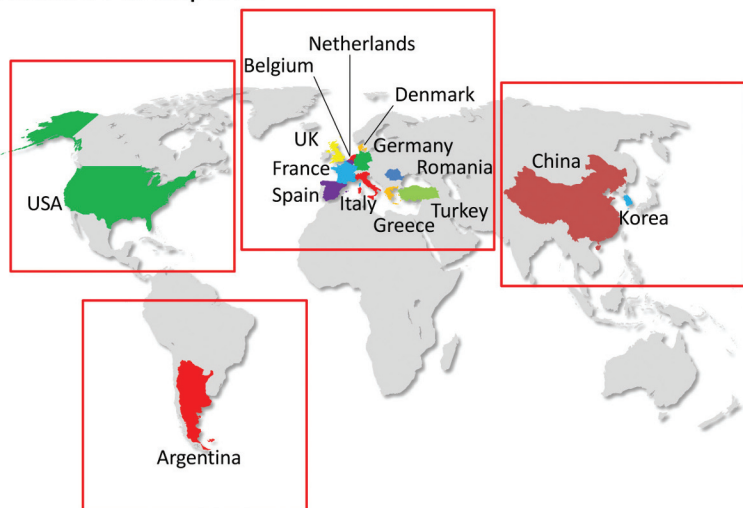 Netherlands
Belgium
Denmark
UK
Germany
France
Romania
Spain
Italy
Turkey
Greece
USA
China
Korea
Argentina